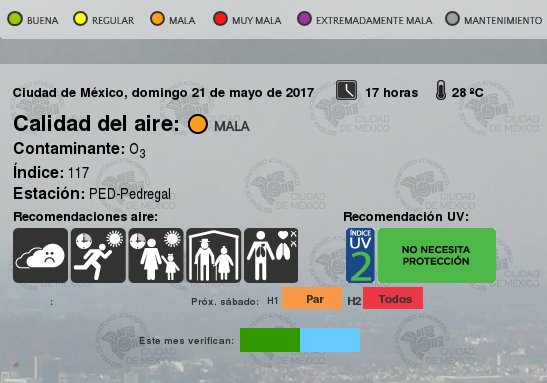 BUENA REGULAR MALA MUY MALA EXTREMADAMENTE MALA MANTENIMIENTO
Ciudad de México, domingo 21 de mayo de 2017 17 horas 28 ºC
Calidad del aire: MALA
Contaminante: O3
Índice: 117
Estación: PED-Pedregal
Recomendaciones aire: Recomendación UV:
ÍNDICE
UV
2
NO NECESITA
PROTECCIÓN
: Próx. sábado: H1 Par H2 Todos
Este mes verifican:
CIUDAD
DE MÉXICO